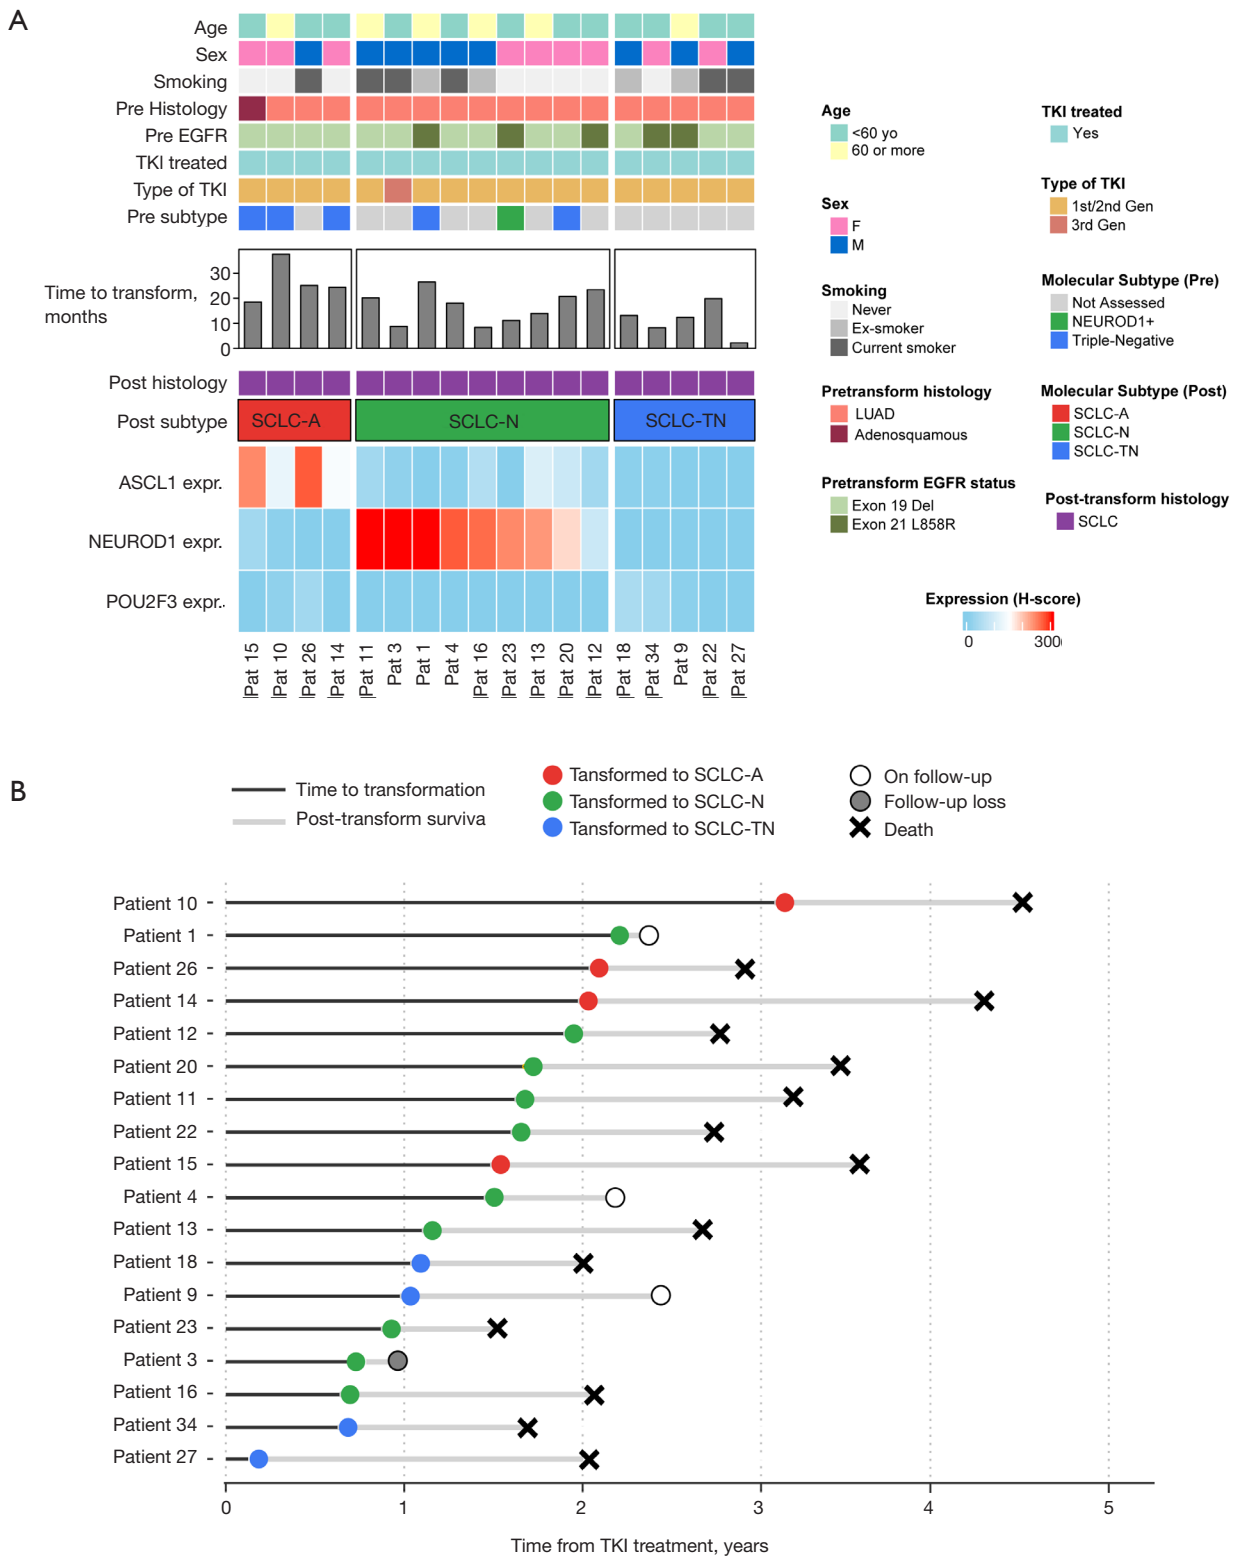 A
Age
Sex
Smoking
Pre Histology
Pre EGFR
TKI treated
Type of TKI
Pre subtype
Time to transform,
months
30
20
10
0
Post histology
Post subtype
SCLC-A
SCLC-N
SCLC-TN
ASCL1 expr.
NEUROD1 expr.
POU2F3 expr..
Pat 15
Pat 10
Pat 26
Pat 14
Pat 11
Pat 3
Pat 1
Pat 4
Pat 16
Pat 23
Pat 13
Pat 20
Pat 12
Pat 18
Pat 34
Pat 9
Pat 22
Pat 27
Age
<60 yo
60 or more
Sex
F
M
Smoking
Never
Ex-smoker
Current smoker
Pretransform histology
LUAD
Adenosquamous
Pretransform EGFR status
Exon 19 Del
Exon 21 L858R
TKI treated
Yes
Type of TKI
1st/2nd Gen
3rd Gen
Molecular Subtype (Pre)
Not Assessed
NEUROD1+
Triple-Negative
Molecular Subtype (Post)
SCLC-A
SCLC-N
SCLC-TN
Post-transform histology
SCLC
Expression (H-score)
0 300
B
Time to transformation
Post-transform surviva
Tansformed to SCLC-A
Tansformed to SCLC-N
Tansformed to SCLC-TN
On follow-up
Follow-up loss
Death
Patient 10
Patient 1
Patient 26
Patient 14
Patient 12
Patient 20
Patient 11
Patient 22
Patient 15
Patient 4
Patient 13
Patient 18
Patient 9
Patient 23
Patient 3
Patient 16
Patient 34
Patient 27
0 1 2 3 4 5
Time from TKI treatment, years